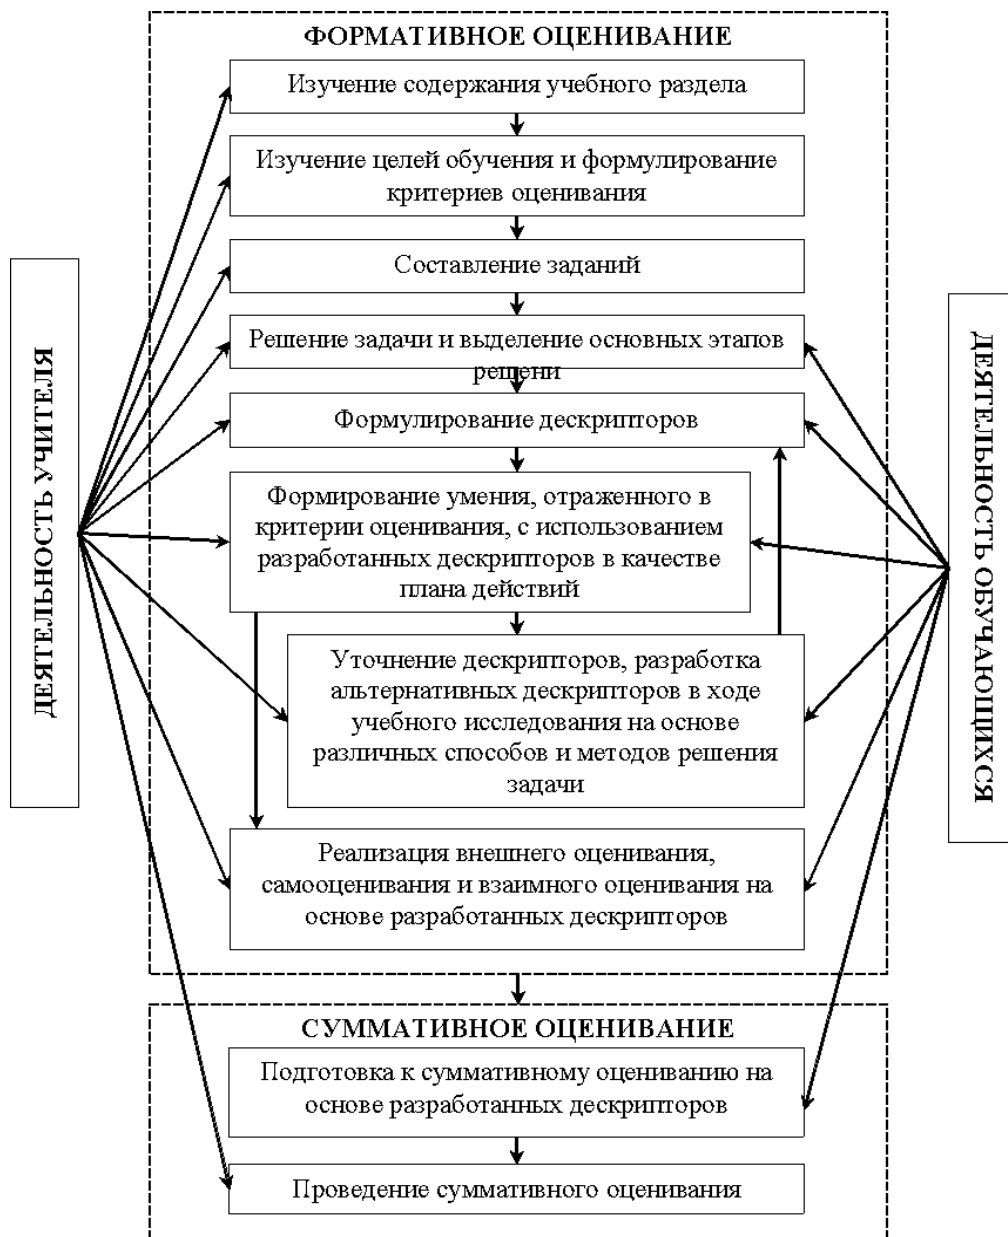 ФОРМАТИВНОЕ ОЦЕНИВАНИЕ
Изучение содержания учебного раздела
Изучение целей обучения и формулирование
критериев оценивания
Составление заданий
Решение задачи и выделение основных этапов
решени
Формулирование дескрипторов
Формирование умения, отраженного в
критерии оценивания, с использованием
разработанных дескрипторов в качестве
плана действий
Уточнение дескрипторов, разработка
альтернативных дескрипторов в ходе
учебного исследования на основе
различных способов и методов решения
задачи
Реализация внешнего оценивания,
самооценивания и взаимного оценивания на
основе разработанных дескрипторов
ДЕЯТЕЛЬНОСТЬ УЧИТЕЛЯ
ДЕЯТЕЛЬНОСТЬ ОБУЧАЮЩИХСЯ
СУММАТИВНОЕ ОЦЕНИВАНИЕ
Подготовка к суммативному оцениванию на
основе разработанных дескрипторов
Проведение суммативного оценивания